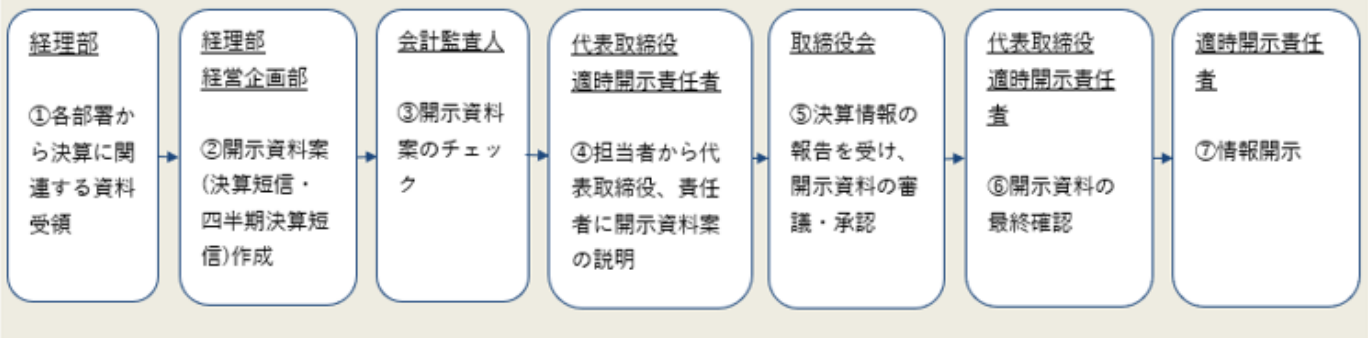 経理部
①各部署か
ら決算に関
連する資料
受領
経理部
経営企画部
②開示資料案
(決算短信・
四半期決算短
信)作成
会計監査人
③開示資料
案のチェッ
ク
代表取締役
適時開示責任者
④担当者から代
表取締役、責任
者に開示資料案
の説明
取締役会
⑤決算情報の
報告を受け、
開示資料の審
議・承認
代表取締役
適時開示責任
者
⑥開示資料の
最終確認
適時開示責任
者
⑦情報開示